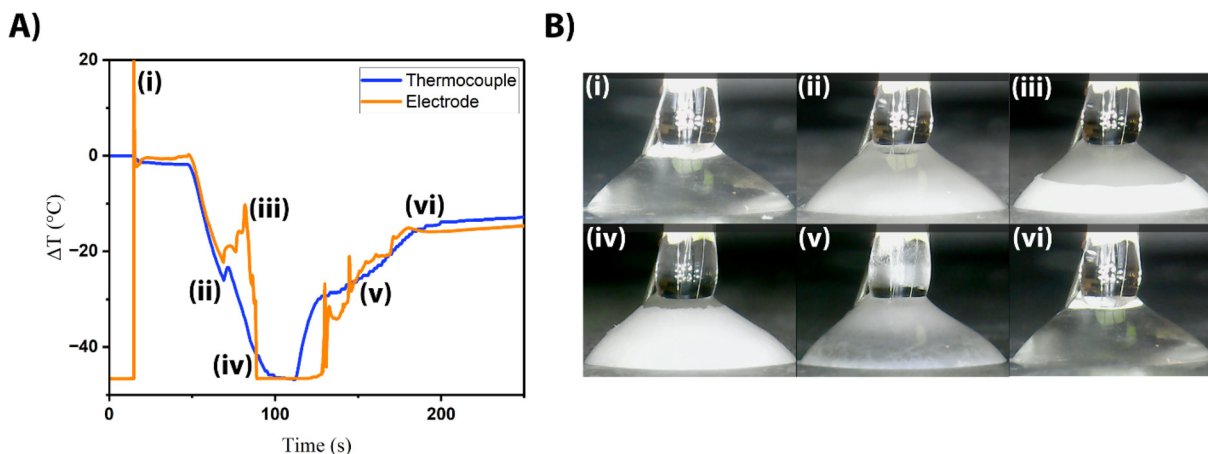 A)
B)
20
0
−20
−40
ΔT (°C)
0
100
200
Time (s)
Thermocouple
Electrode
(i)
(ii)
(iii)
(iv)
(v)
(vi)
(i)
(ii)
(iii)
(iv)
(v)
(vi)